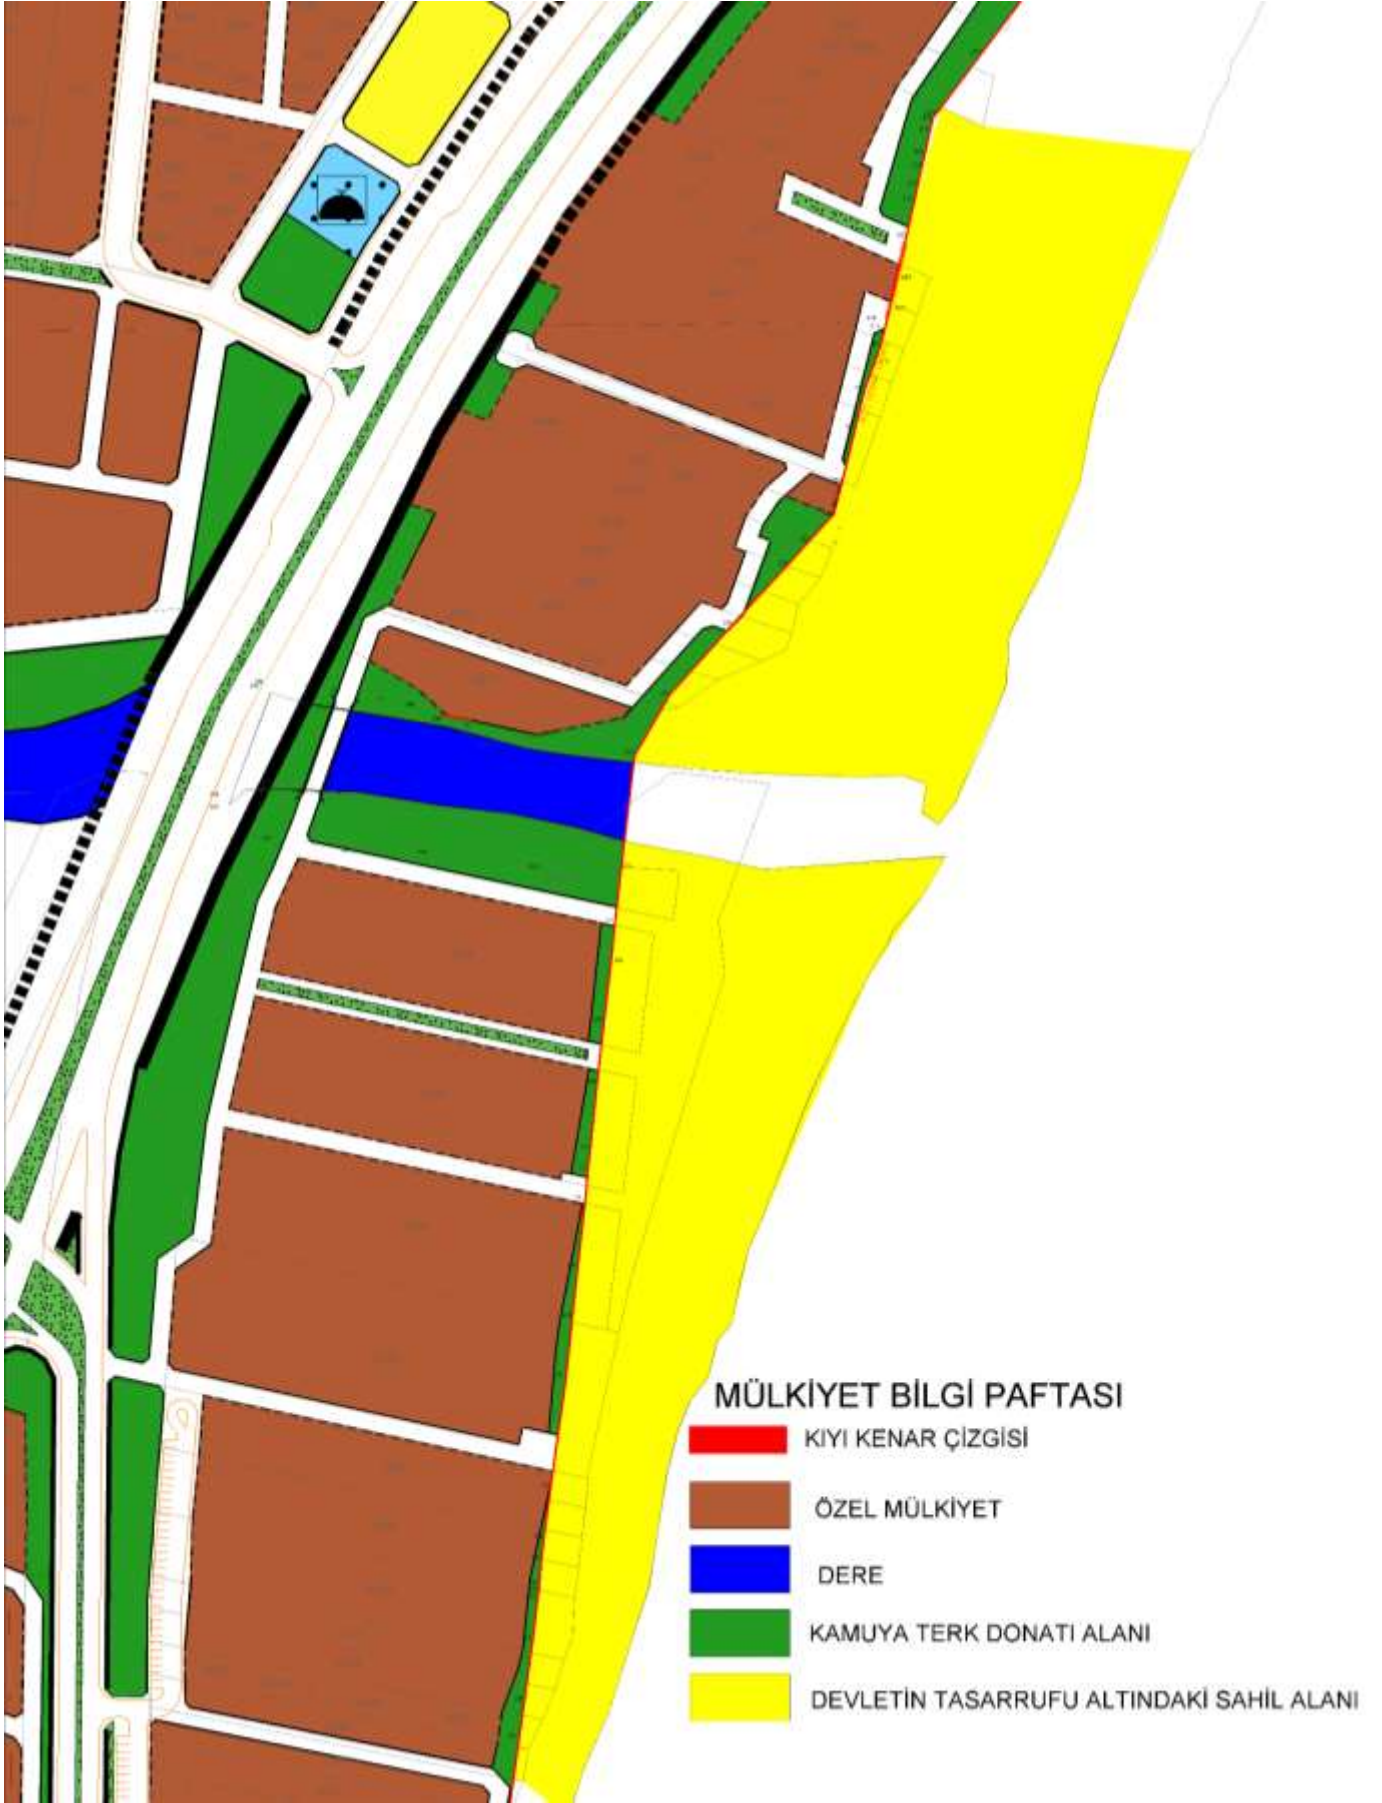 MÜLKİYET BİLGİ PAFTASI
KIYI KENAR ÇİZGİSİ
ÖZEL MÜLKİYET
DERE
KAMUYA TERK DONATI ALANI
DEVLETİN TASARRUFU ALTINDAKİ SAHİL ALANI